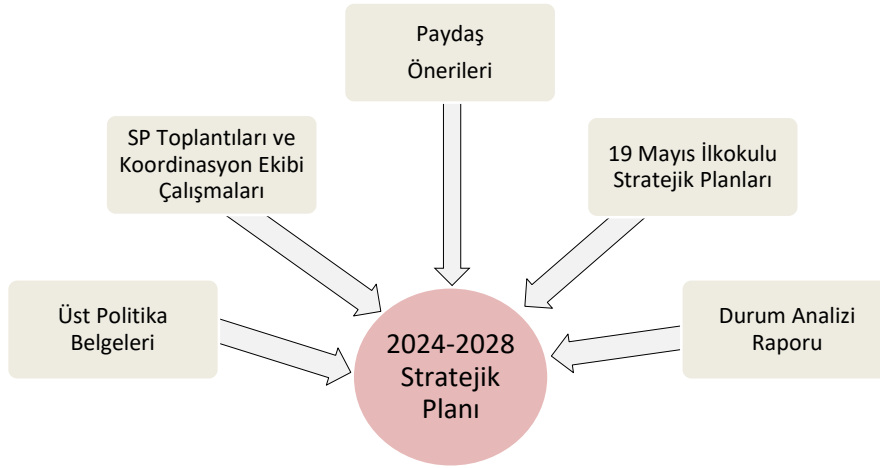 Paydaş
Önerileri
SP Toplantıları ve
Koordinasyon Ekibi
Çalışmaları
19 Mayıs İlkokulu
Stratejik Planları
Üst Politika
Belgeleri
2024-2028
Stratejik
Planı
Durum Analizi
Raporu